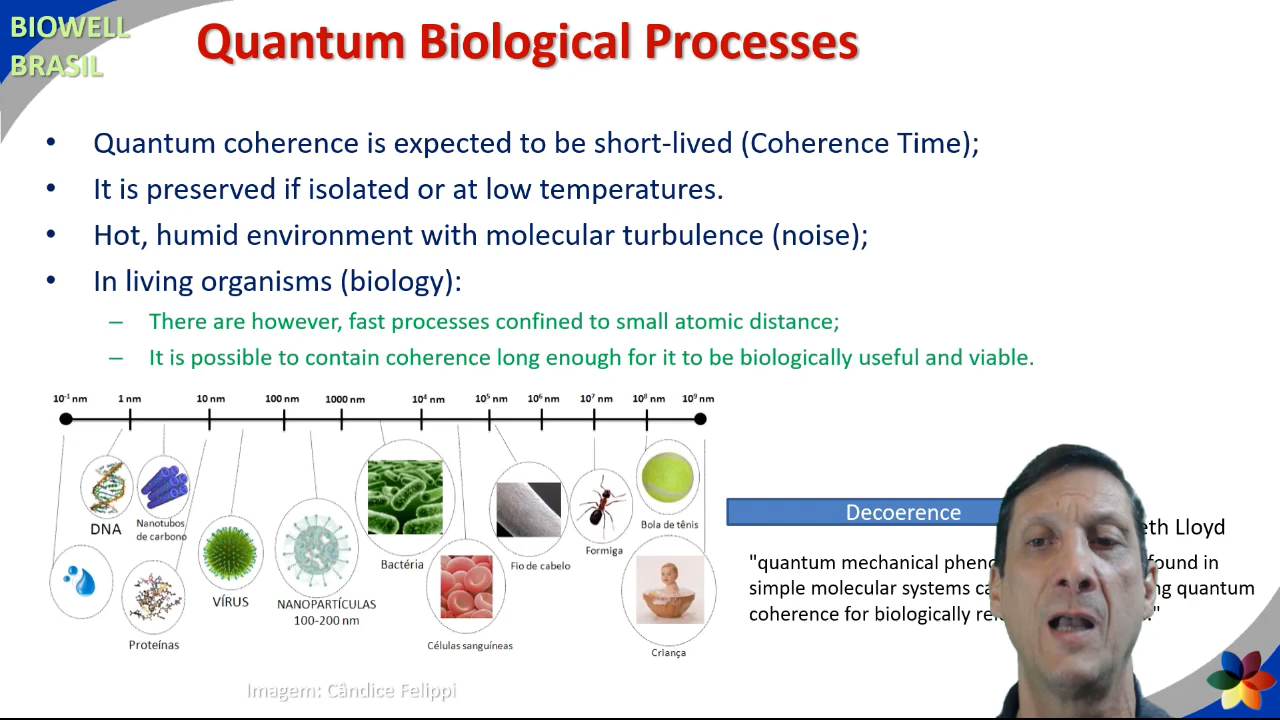 BIOWELL
BRASIL
Quantum Biological Processes
• Quantum coherence is expected to be short-lived (Coherence Time);
• It is preserved if isolated or at low temperatures.
• Hot, humid environment with molecular turbulence (noise);
• In living organisms (biology):
– There are however, fast processes confined to small atomic distance;
– It is possible to contain coherence long enough for it to be biologically useful and viable.
10⁻¹ nm 1 nm 10 nm 100 nm 1000 nm 10⁴ nm 10⁵ nm 10⁶ nm 10⁷ nm 10⁸ nm 10⁹ nm
DNA
Nanotubos
de carbono
Proteínas
VÍRUS
NANOPARTÍCULAS
100-200 nm
Bactéria
Células sanguíneas
Fio de cabelo
Formiga
Bola de tênis
Criança
Imagem: Cândice Felippi
Decoerence
Lloyd
"quantum mechanical in
simple molecular systems quantum
coherence for biologically